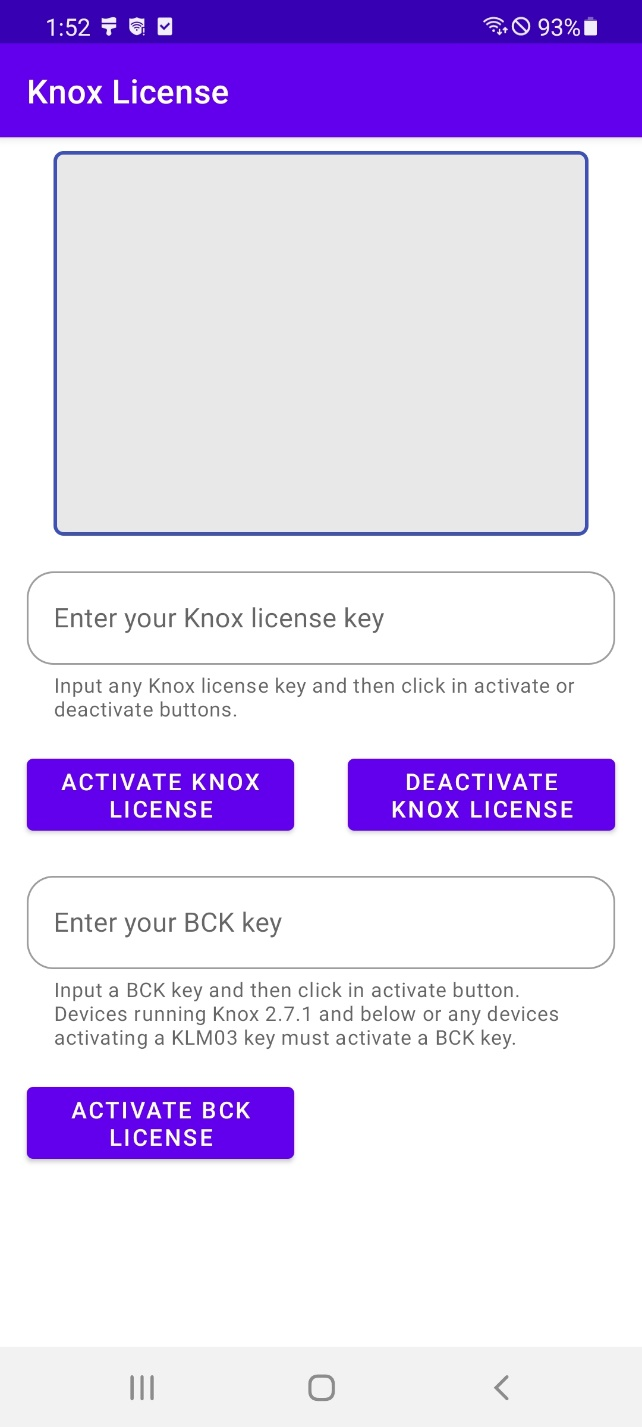 1:52
93%
Knox License
Enter your Knox license key
Input any Knox license key and then click in activate or
deactivate buttons.
ACTIVATE KNOX
LICENSE
DEACTIVATE
KNOX LICENSE
Enter your BCK key
Input a BCK key and then click in activate button.
Devices running Knox 2.7.1 and below or any devices
activating a KLM03 key must activate a BCK key.
ACTIVATE BCK
LICENSE